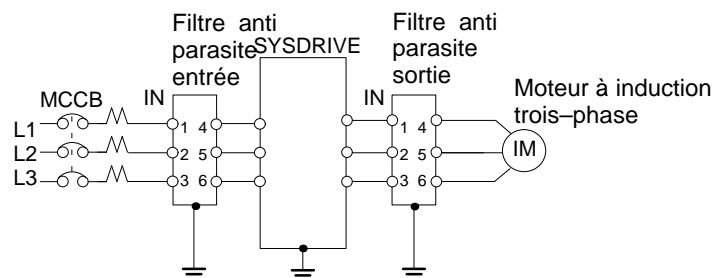 Filtre anti
parasite
entrée
SYSDRIVE
Filtre anti
parasite
sortie
Moteur à induction
trois–phase
MCCB
IN
IN
L1
1 4
1 4
L2
2 5
2 5
IM
L3
3 6
3 6